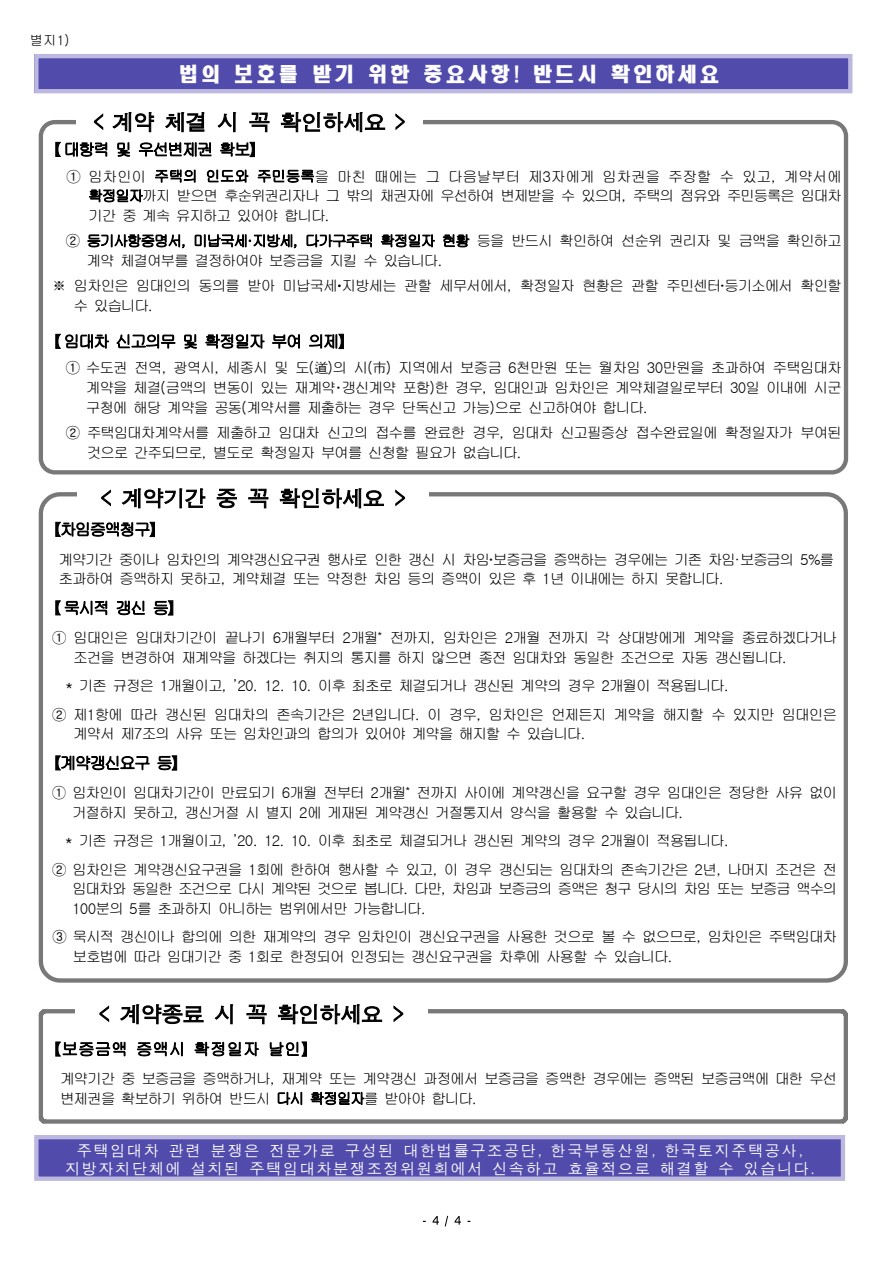 별지1)
법의 보호를 받기 위한 중요사항! 반드시 확인하세요
< 계약 체결 시 꼭 확인하세요 >
【대항력 및 우선변제권 확보】
① 임차인이 주택의 인도와 주민등록을 마친 때에는 그 다음날부터 제3자에게 임차권을 주장할 수 있고, 계약서에
확정일자까지 받으면 후순위권리자나 그 밖의 채권자에 우선하여 변제받을 수 있으며, 주택의 점유와 주민등록은 임대차
기간 중 계속 유지하고 있어야 합니다.
② 등기사항증명서, 미납국세·지방세, 다가구주택 확정일자 현황 등을 반드시 확인하여 선순위 권리자 및 금액을 확인하고
계약 체결여부를 결정하여야 보증금을 지킬 수 있습니다.
※ 임차인은 임대인의 동의를 받아 미납국세·지방세는 관할 세무서에서, 확정일자 현황은 관할 주민센터·등기소에서 확인할
수 있습니다.
【임대차 신고의무 및 확정일자 부여 의제】
① 수도권 전역, 광역시, 세종시 및 도(道)의 시(市) 지역에서 보증금 6천만원 또는 월차임 30만원을 초과하여 주택임대차
계약을 체결(금액의 변동이 있는 재계약·갱신계약 포함)한 경우, 임대인과 임차인은 계약체결일로부터 30일 이내에 시군
구청에 해당 계약을 공동(계약서를 제출하는 경우 단독신고 가능)으로 신고하여야 합니다.
② 주택임대차계약서를 제출하고 임대차 신고의 접수를 완료한 경우, 임대차 신고필증상 접수완료일에 확정일자가 부여된
것으로 간주되므로, 별도로 확정일자 부여를 신청할 필요가 없습니다.
< 계약기간 중 꼭 확인하세요 >
【차임증액청구】
계약기간 중이나 임차인의 계약갱신요구권 행사로 인한 갱신 시 차임·보증금을 증액하는 경우에는 기존 차임·보증금의 5%를
초과하여 증액하지 못하고, 계약체결 또는 약정한 차임 등의 증액이 있은 후 1년 이내에는 하지 못합니다.
【묵시적 갱신 등】
① 임대인은 임대차기간이 끝나기 6개월부터 2개월* 전까지, 임차인은 2개월 전까지 각 상대방에게 계약을 종료하겠다거나
조건을 변경하여 재계약을 하겠다는 취지의 통지를 하지 않으면 종전 임대차와 동일한 조건으로 자동 갱신됩니다.
* 기존 규정은 1개월이고, '20. 12. 10. 이후 최초로 체결되거나 갱신된 계약의 경우 2개월이 적용됩니다.
② 제1항에 따라 갱신된 임대차의 존속기간은 2년입니다. 이 경우, 임차인은 언제든지 계약을 해지할 수 있지만 임대인은
계약서 제7조의 사유 또는 임차인과의 합의가 있어야 계약을 해지할 수 있습니다.
【계약갱신요구 등】
① 임차인이 임대차기간이 만료되기 6개월 전부터 2개월* 전까지 사이에 계약갱신을 요구할 경우 임대인은 정당한 사유 없이
거절하지 못하고, 갱신거절 시 별지 2에 게재된 계약갱신 거절통지서 양식을 활용할 수 있습니다.
* 기존 규정은 1개월이고, '20. 12. 10. 이후 최초로 체결되거나 갱신된 계약의 경우 2개월이 적용됩니다.
② 임차인은 계약갱신요구권을 1회에 한하여 행사할 수 있고, 이 경우 갱신되는 임대차의 존속기간은 2년, 나머지 조건은 전
임대차와 동일한 조건으로 다시 계약된 것으로 봅니다. 다만, 차임과 보증금의 증액은 청구 당시의 차임 또는 보증금 액수의
100분의 5를 초과하지 아니하는 범위에서만 가능합니다.
③ 묵시적 갱신이나 합의에 의한 재계약의 경우 임차인이 갱신요구권을 사용한 것으로 볼 수 없으므로, 임차인은 주택임대차
보호법에 따라 임대기간 중 1회로 한정되어 인정되는 갱신요구권을 차후에 사용할 수 있습니다.
< 계약종료 시 꼭 확인하세요 >
【보증금액 증액시 확정일자 날인】
계약기간 중 보증금을 증액하거나, 재계약 또는 계약갱신 과정에서 보증금을 증액한 경우에는 증액된 보증금액에 대한 우선
변제권을 확보하기 위하여 반드시 다시 확정일자를 받아야 합니다.
주택임대차 관련 분쟁은 전문가로 구성된 대한법률구조공단, 한국부동산원, 한국토지주택공사,
지방자치단체에 설치된 주택임대차분쟁조정위원회에서 신속하고 효율적으로 해결할 수 있습니다.
- 4 / 4 -